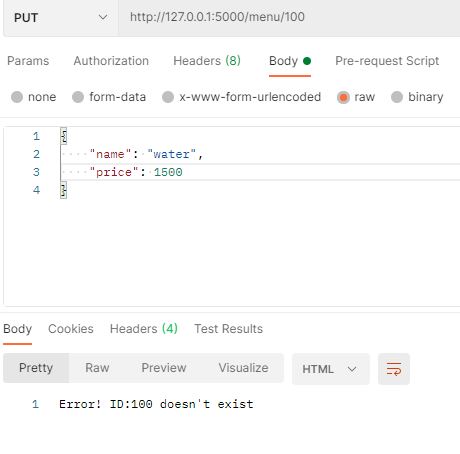 PUT http://127.0.0.1:5000/menu/100
Params Authorization Headers (8) Body Pre-request Script
none form-data x-www-form-urlencoded raw binary
1 {
2 "name": "water",
3 "price": 1500
4 }
Body Cookies Headers (4) Test Results
Pretty Raw Preview Visualize HTML
1 Error! ID:100 doesn't exist